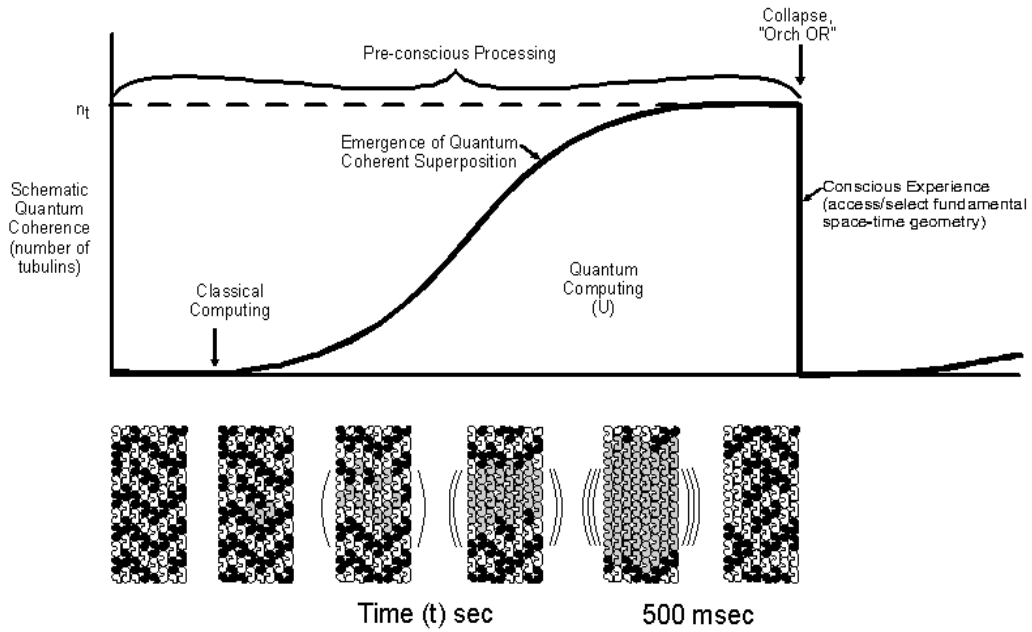 Collapse,
"Orch OR"
Pre-conscious Processing
nt
Emergence of Quantum
Coherent Superposition
Schematic
Quantum
Coherence
(number of
tubulins)
Conscious Experience
(access/select fundamental
space-time geometry)
Classical
Computing
Quantum
Computing
(U)
Time (t) sec
500 msec